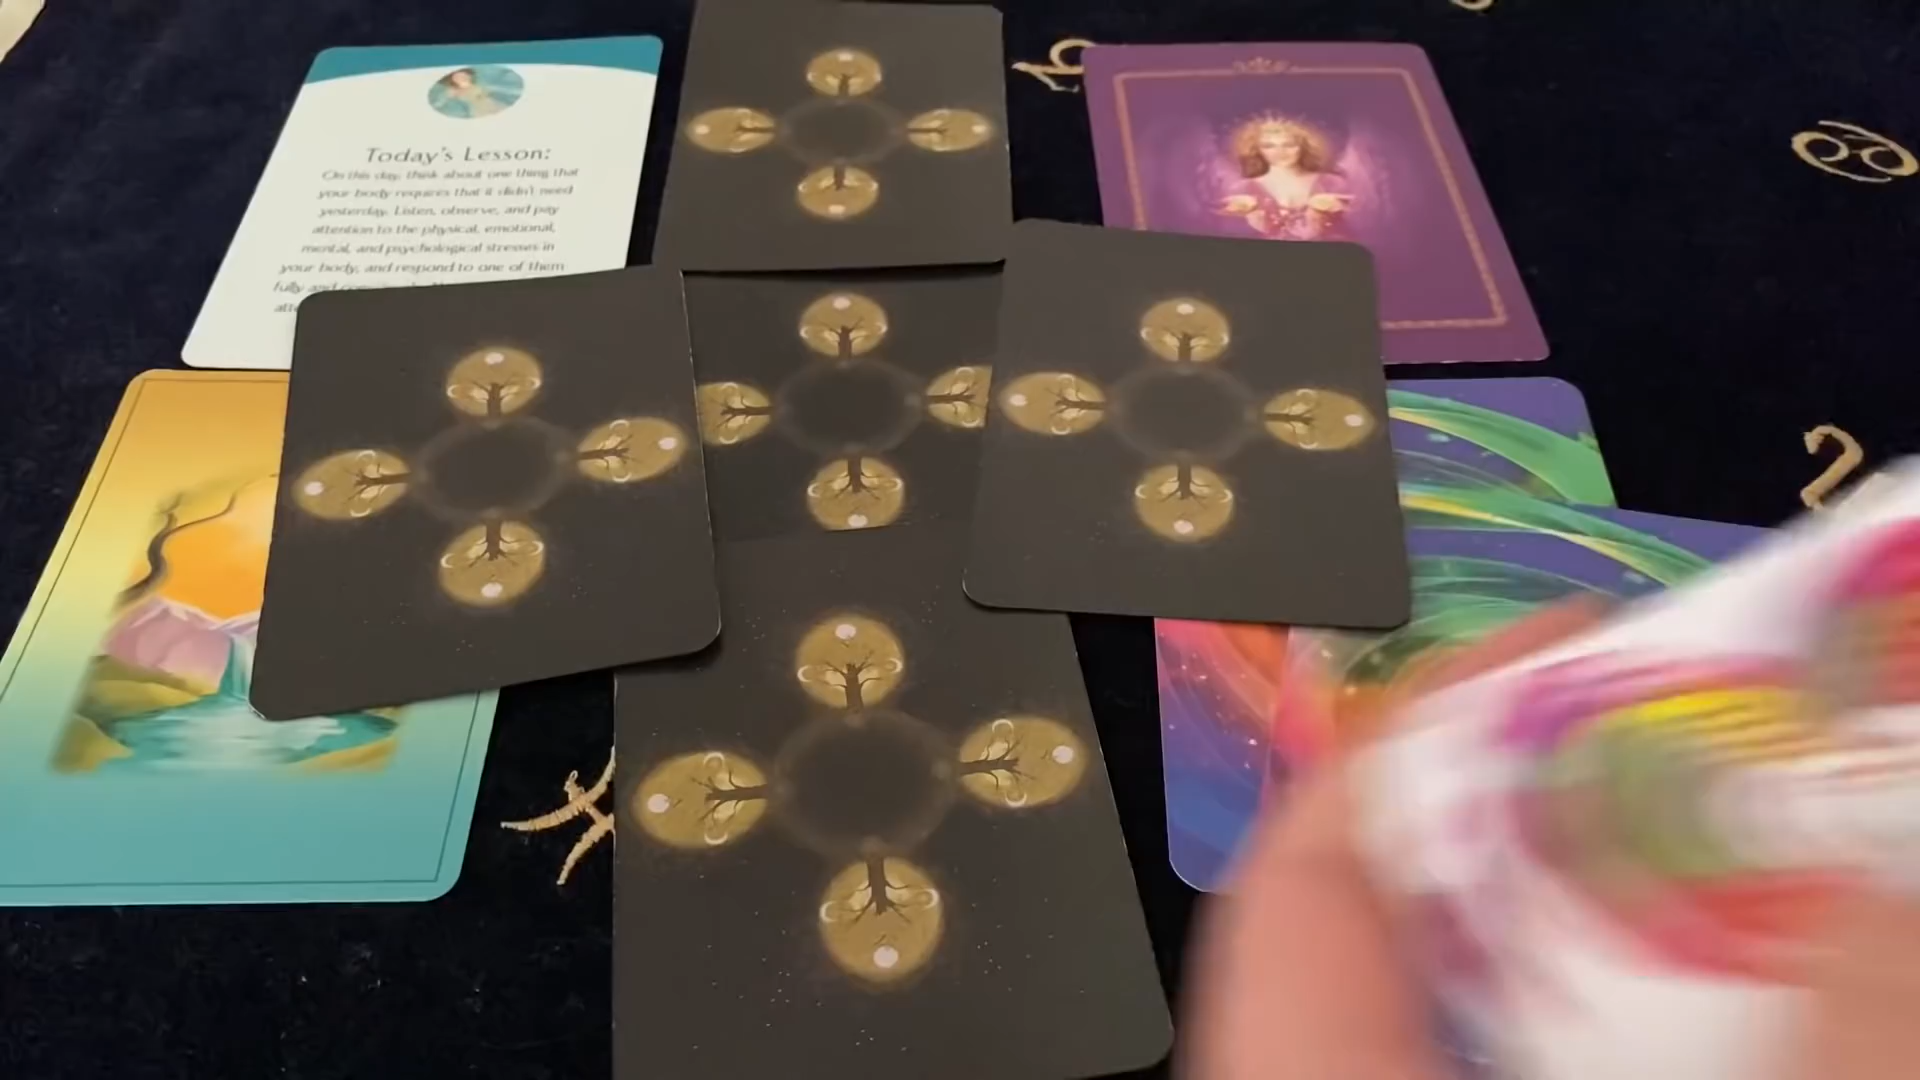 Today's Lesson:
On this day, think about one thing that
your body requires that it didn't need
yesterday. Listen, observe, and pay
attention to the physical, emotional,
mental, and psychological stresses in
your body, and respond to one of them
fully and